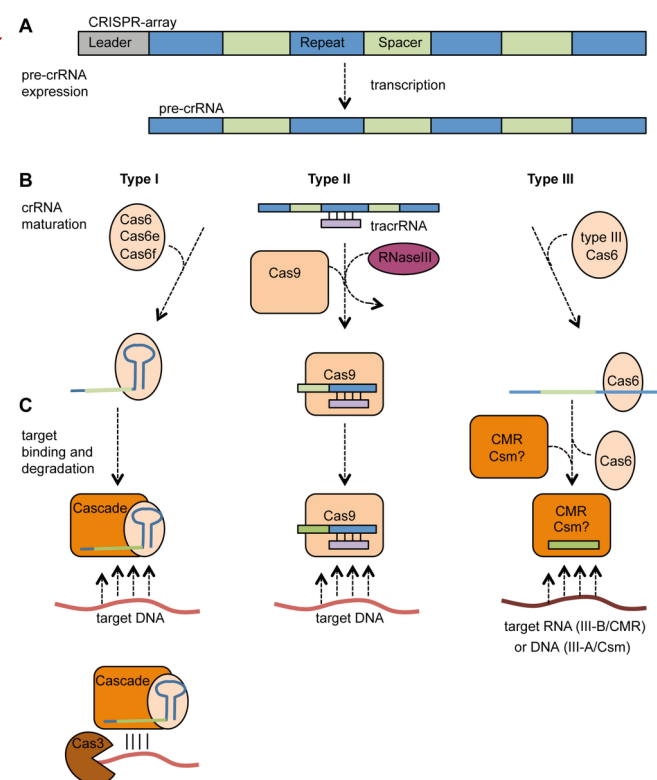 A
CRISPR-array
Leader
Repeat
Spacer
pre-crRNA
expression
transcription
pre-crRNA
B
Type I
Type II
Type III
crRNA
maturation
Cas6
Cas6e
Cas6f
tracrRNA
Cas9
RNaseIII
type III
Cas6
Cas9
Cas6
C
target
binding and
degradation
CMR
Csm?
Cas6
Cascade
Cas9
CMR
Csm?
target DNA
target DNA
target RNA (III-B/CMR)
or DNA (III-A/Csm)
Cascade
Cas3